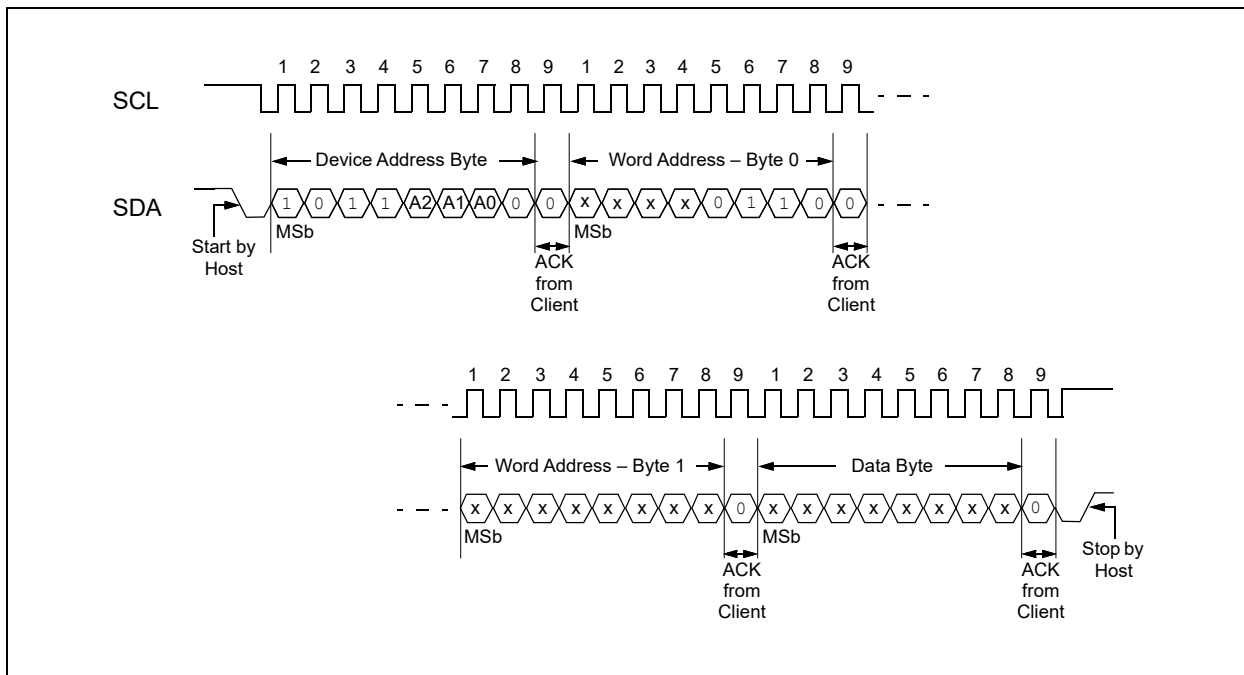 1 2 3 4 5 6 7 8 9 1 2 3 4 5 6 7 8 9
SCL
Device Address Byte Word Address – Byte 0
SDA 1 0 1 1 A2 A1 A0 0 0 x x x x 0 1 1 0 0
MSb MSb
Start by
Host
ACK
from
Client
ACK
from
Client
1 2 3 4 5 6 7 8 9 1 2 3 4 5 6 7 8 9
Word Address – Byte 1 Data Byte
x x x x x x x x 0 x x x x x x x x 0
MSb MSb
ACK
from
Client
ACK
from
Client
Stop by
Host